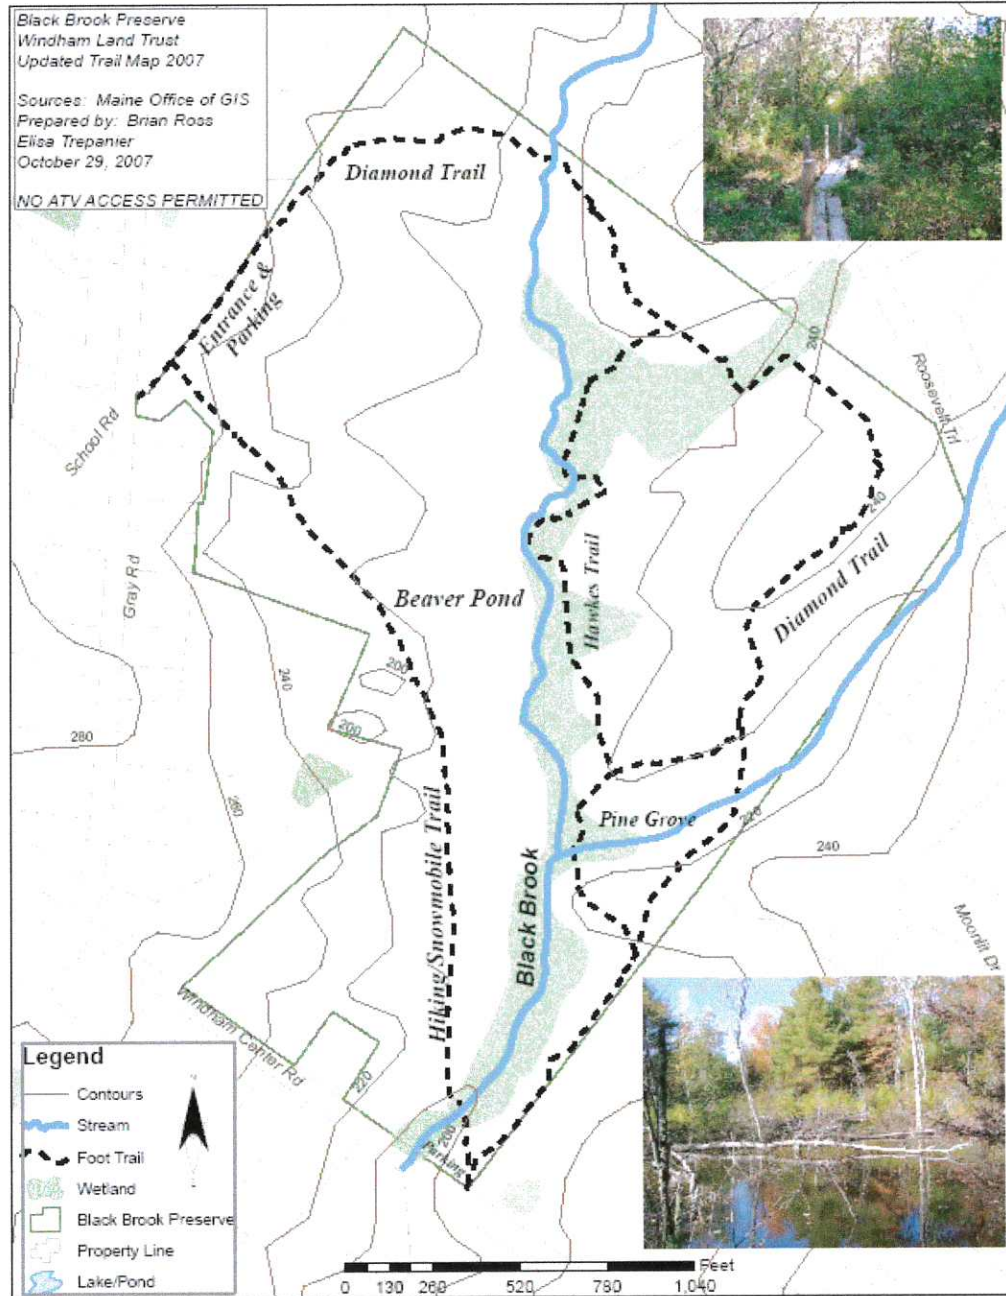 Black Brook Preserve
Windham Land Trust
Updated Trail Map 2007
Sources: Maine Office of GIS
Prepared by: Brian Ross
Elisa Trepanier
October 29, 2007
NO ATV ACCESS PERMITTED
Diamond Trail
Entrance &
Parking
240
Roosevelt Trl
School Rd
240
Gray Rd
Hawkes Trail
Diamond Trail
Beaver Pond
200
240
200
280
260
Pine Grove
220
240
Hiking/Snowmobile Trail
Black Brook
Moonlit Dr
Windham Center Rd
220
200
Parking
Legend
Contours
Stream
Foot Trail
Wetland
Black Brook Preserve
Property Line
Lake/Pond
Feet
0 130 260 520 780 1,040